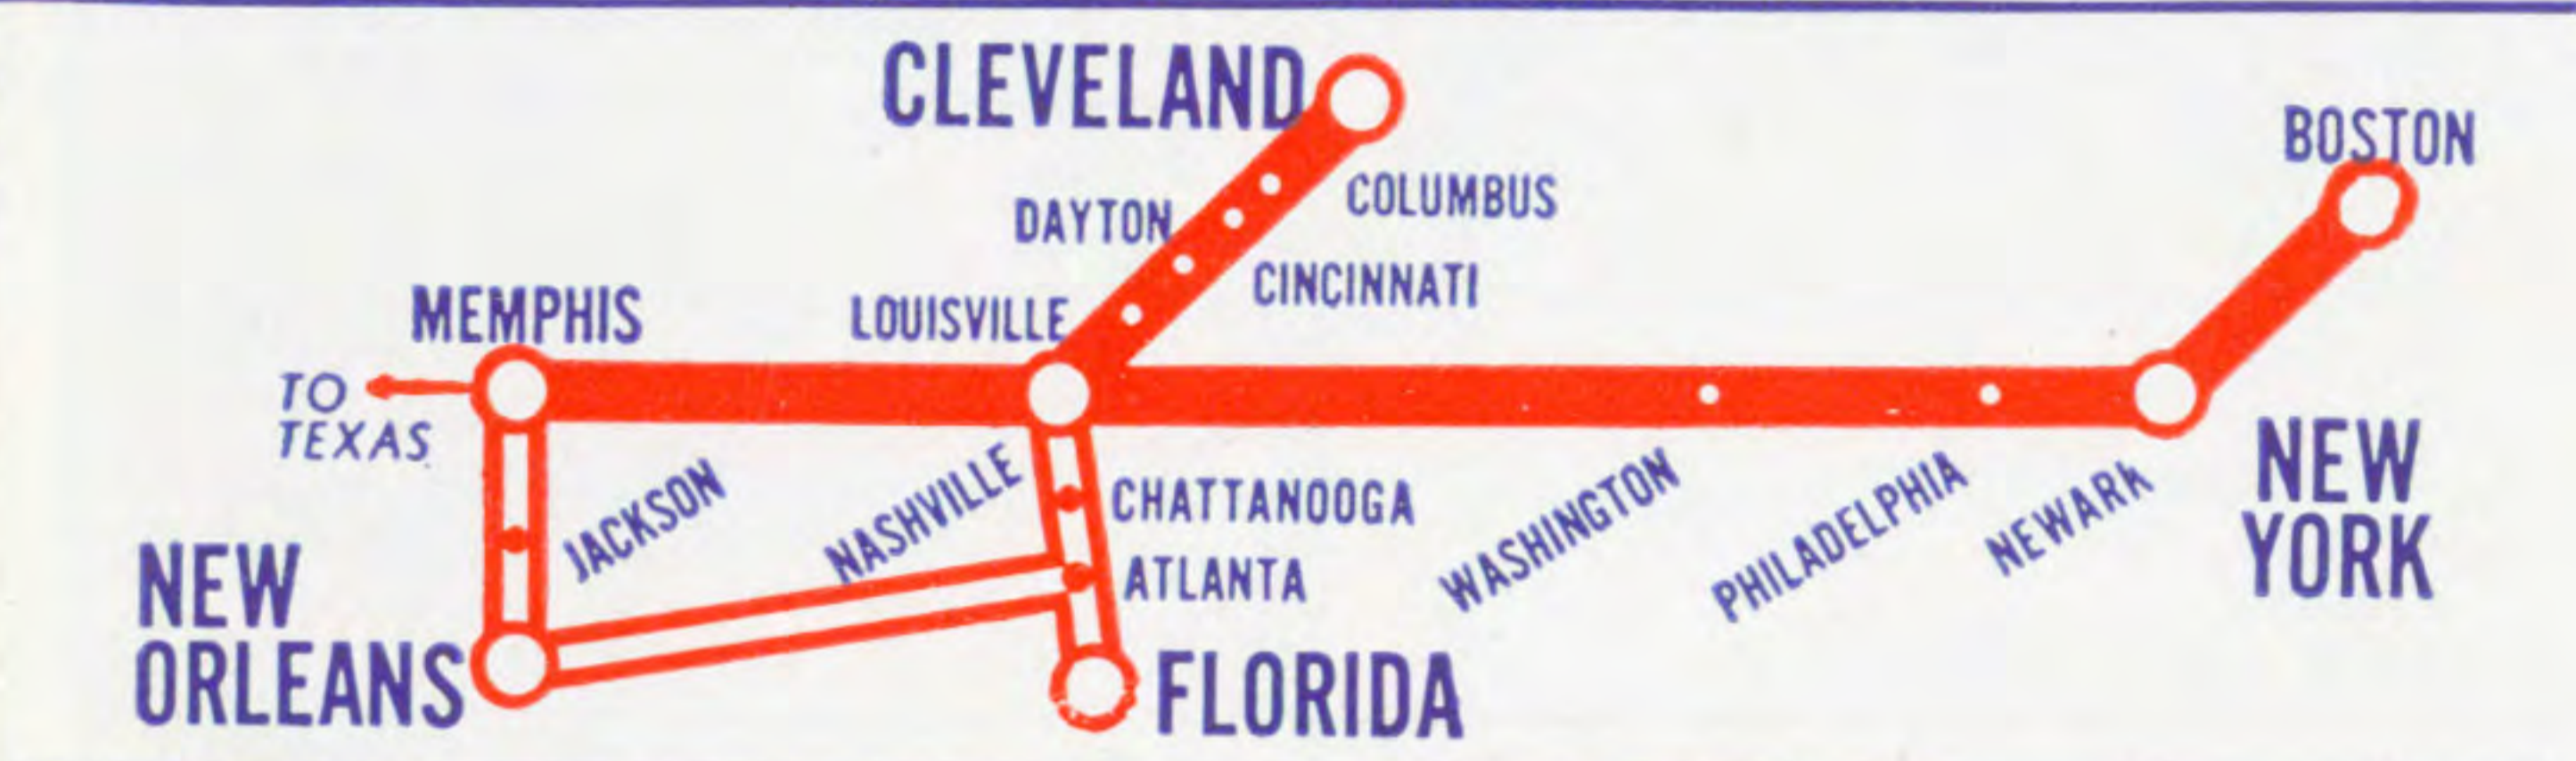 CLEVELAND
BOSTON
COLUMBUS
DAYTON
CINCINNATI
MEMPHIS
LOUISVILLE
TO
TEXAS
JACKSON
NASHVILLE
CHATTANOOGA
WASHINGTON
PHILADELPHIA
NEWARK
NEW
YORK
NEW
ORLEANS
ATLANTA
FLORIDA